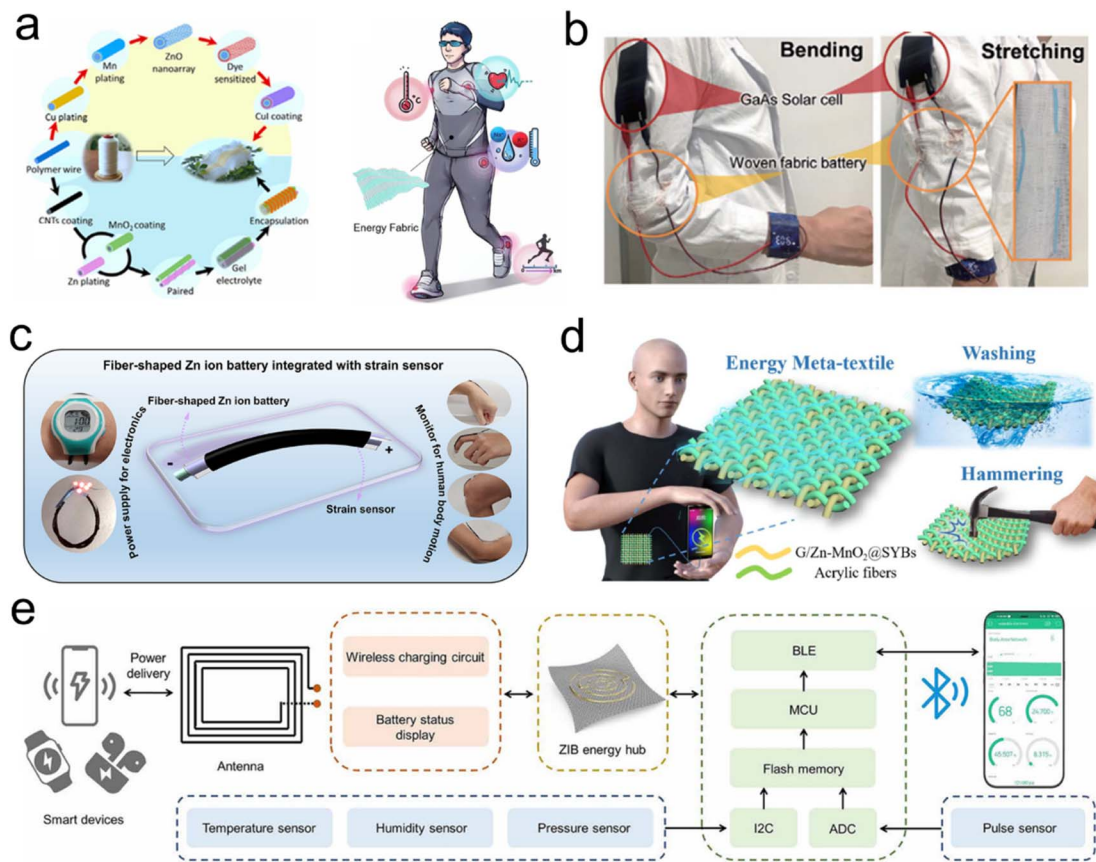 a
Mn
plating
ZnO
nanoarray
Dye
sensitized
Cu plating
CuI coating
Polymer wire
CNTs coating
MnO₂ coating
Encapsulation
Zn plating
Paired
Gel
electrolyte
°C
Energy Fabric
km
b
Bending
Stretching
GaAs Solar cell
Woven fabric battery
c
Fiber-shaped Zn ion battery integrated with strain sensor
Fiber-shaped Zn ion battery
Power supply for electronics
Monitor for human body motion
-
+
Strain sensor
d
Energy Meta-textile
Washing
Hammering
G/Zn-MnO₂@SYBs
Acrylic fibers
e
Power
delivery
Smart devices
Antenna
Wireless charging circuit
Battery status
display
ZIB energy hub
BLE
MCU
Flash memory
I2C
ADC
Temperature sensor
Humidity sensor
Pressure sensor
Pulse sensor
68
24.700